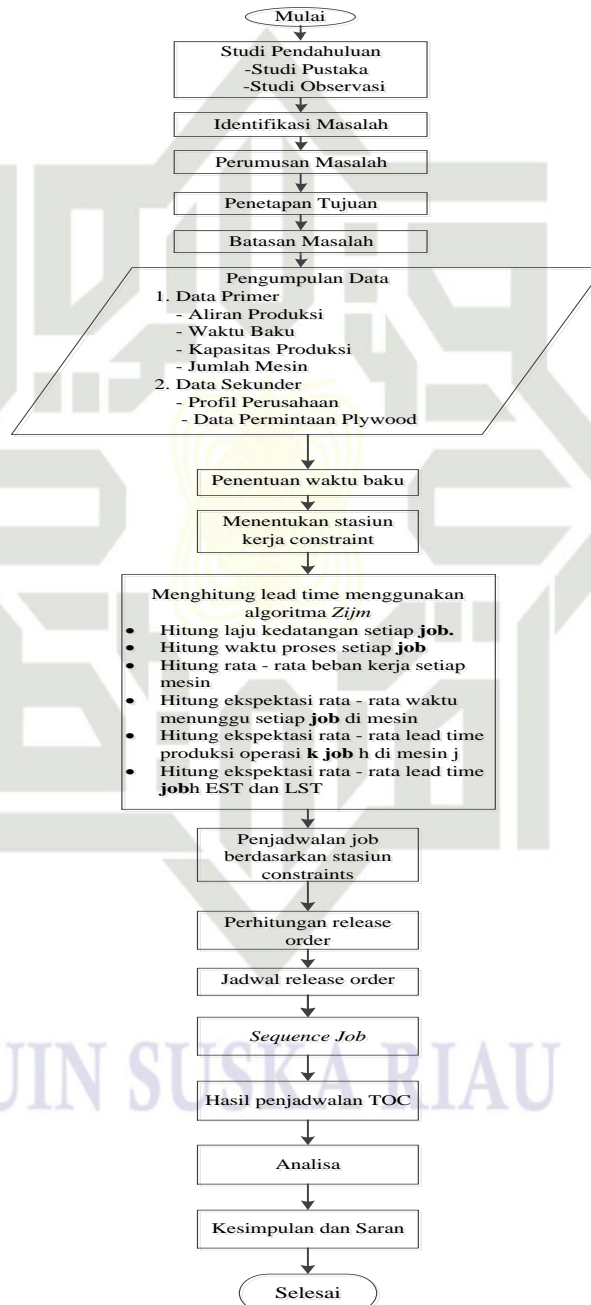 Mulai
Studi Pendahuluan
-Studi Pustaka
-Studi Observasi
Identifikasi Masalah
Perumusan Masalah
Penetapan Tujuan
Batasan Masalah
Pengumpulan Data
1. Data Primer
- Aliran Produksi
- Waktu Baku
- Kapasitas Produksi
- Jumlah Mesin
2. Data Sekunder
- Profil Perusahaan
- Data Permintaan Plywood
Penentuan waktu baku
Menentukan stasiun
kerja constraint
Menghitung lead time menggunakan
algoritma Zijm
• Hitung laju kedatangan setiap job.
• Hitung waktu proses setiap job
• Hitung rata - rata beban kerja setiap
mesin
• Hitung ekspektasi rata - rata waktu
menunggu setiap job di mesin
• Hitung ekspektasi rata - rata lead time
produksi operasi k job h di mesin j
• Hitung ekspektasi rata - rata lead time
jobh EST dan LST
Penjadwalan job
berdasarkan stasiun
constraints
Perhitungan release
order
Jadwal release order
Sequence Job
UIN SUSKA RIAU
Hasil penjadwalan TOC
Analisa
Kesimpulan dan Saran
Selesai